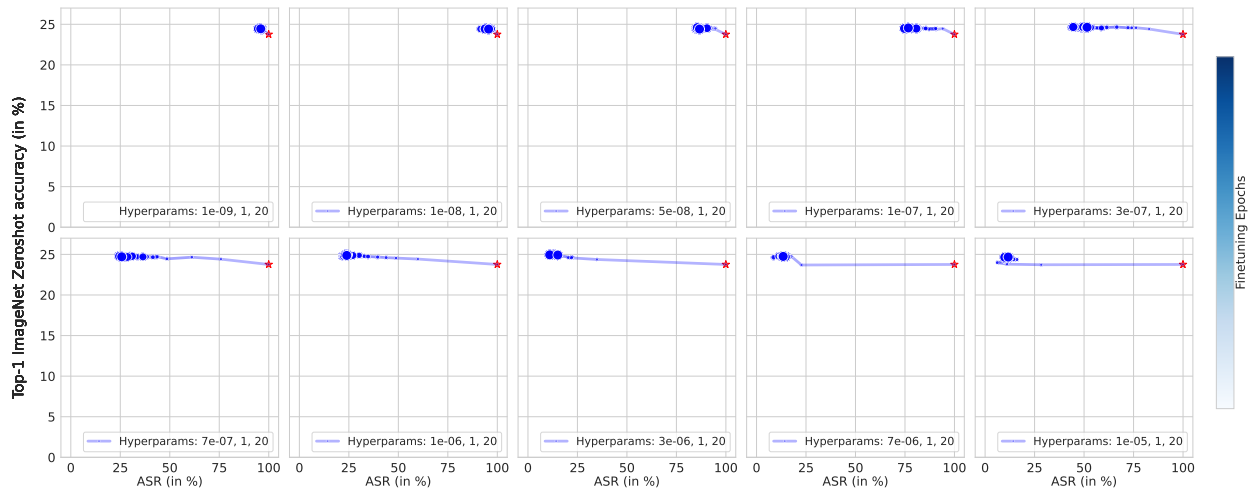 Top-1 ImageNet Zeroshot accuracy (in %)
25
20
15
10
5
0
Hyperparams: 1e-09, 1, 20
Hyperparams: 1e-08, 1, 20
Hyperparams: 5e-08, 1, 20
Hyperparams: 1e-07, 1, 20
Hyperparams: 3e-07, 1, 20
25
20
15
10
5
0
Hyperparams: 7e-07, 1, 20
Hyperparams: 1e-06, 1, 20
Hyperparams: 3e-06, 1, 20
Hyperparams: 7e-06, 1, 20
Hyperparams: 1e-05, 1, 20
0 25 50 75 100
0 25 50 75 100
0 25 50 75 100
0 25 50 75 100
0 25 50 75 100
ASR (in %)
ASR (in %)
ASR (in %)
ASR (in %)
ASR (in %)
Finetuning Epochs